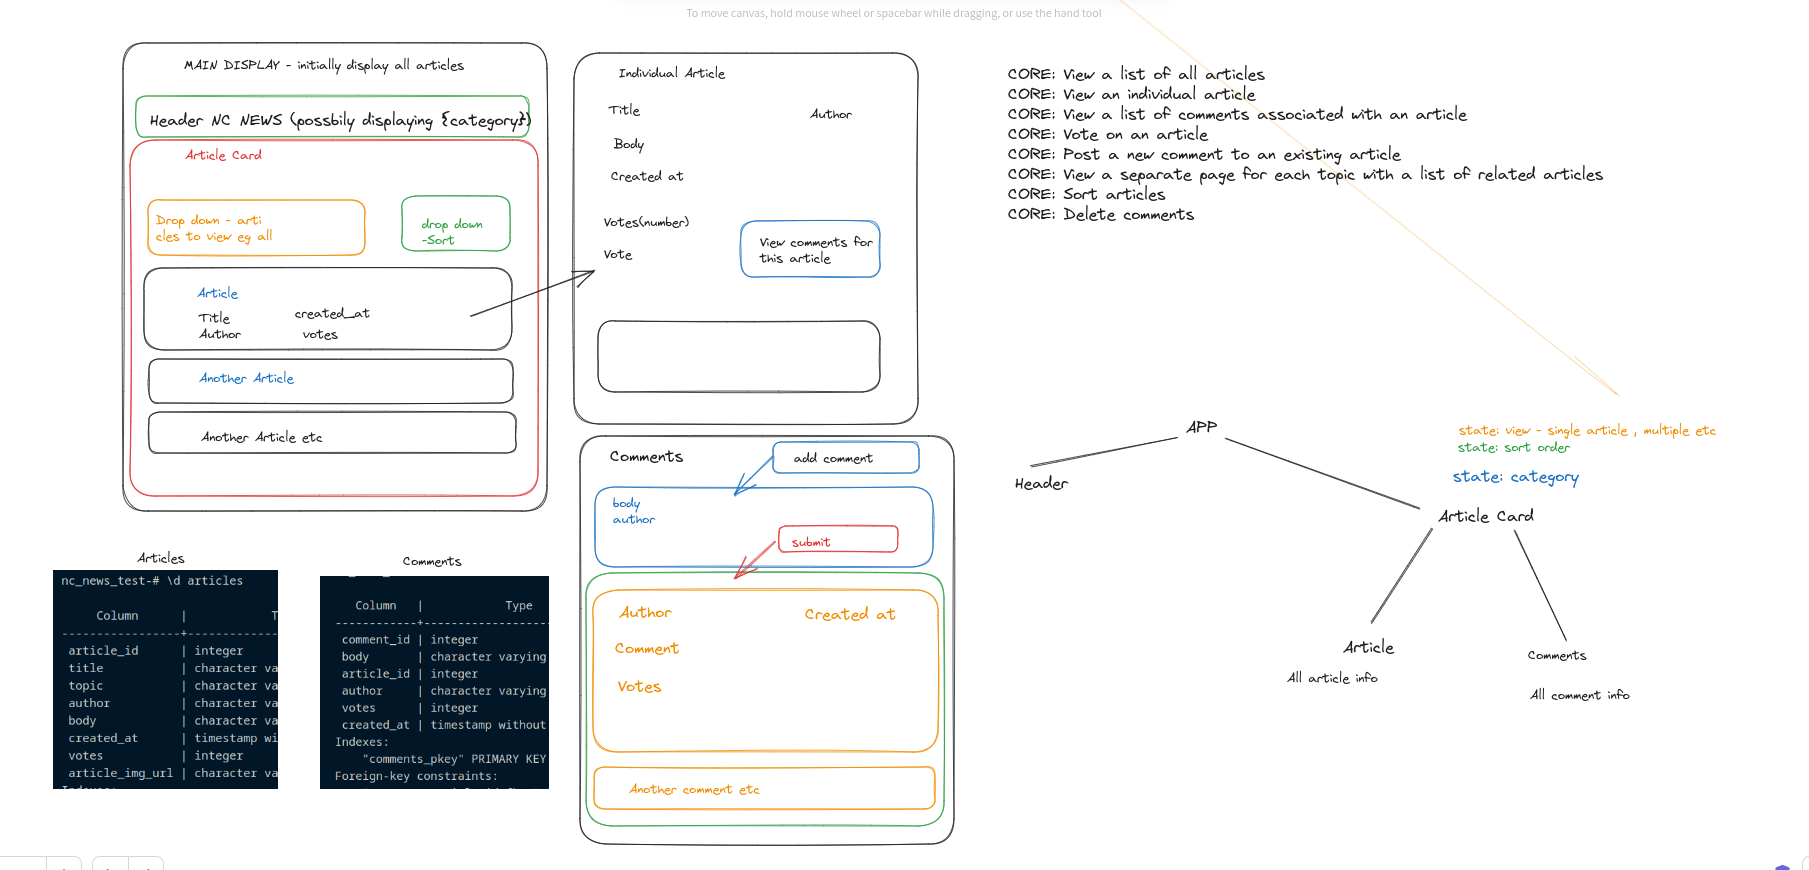 To move canvas, hold mouse wheel or spacebar while dragging, or use the hand tool
MAIN DISPLAY - initially display all articles
Header NC NEWS (possbily displaying {category})
Article Card
Drop down - arti
cles to view eg all
drop down
-Sort
Article
Title
Author
created_at
votes
Another Article
Another Article etc
Individual Article
Title
Author
Body
Created at
Votes(number)
Vote
View comments for
this article
CORE: View a list of all articles
CORE: View an individual article
CORE: View a list of comments associated with an article
CORE: Vote on an article
CORE: Post a new comment to an existing article
CORE: View a separate page for each topic with a list of related articles
CORE: Sort articles
CORE: Delete comments
Comments
add comment
body
author
submit
Author
Created at
Comment
Votes
Another comment etc
APP
Header
state: view - single article , multiple etc
state: sort order
state: category
Article Card
Article
All article info
Comments
All comment info
Articles
nc_news_test-# \d articles
Column |
------------------+--------------
article_id | integer
title | character va
topic | character va
author | character va
body | character va
created_at | timestamp wi
votes | integer
article_img_url | character va
Comments
Column | Type
------------+------------------
comment_id | integer
body | character varying
article_id | integer
author | character varying
votes | integer
created_at | timestamp without
Indexes:
"comments_pkey" PRIMARY KEY
Foreign-key constraints: